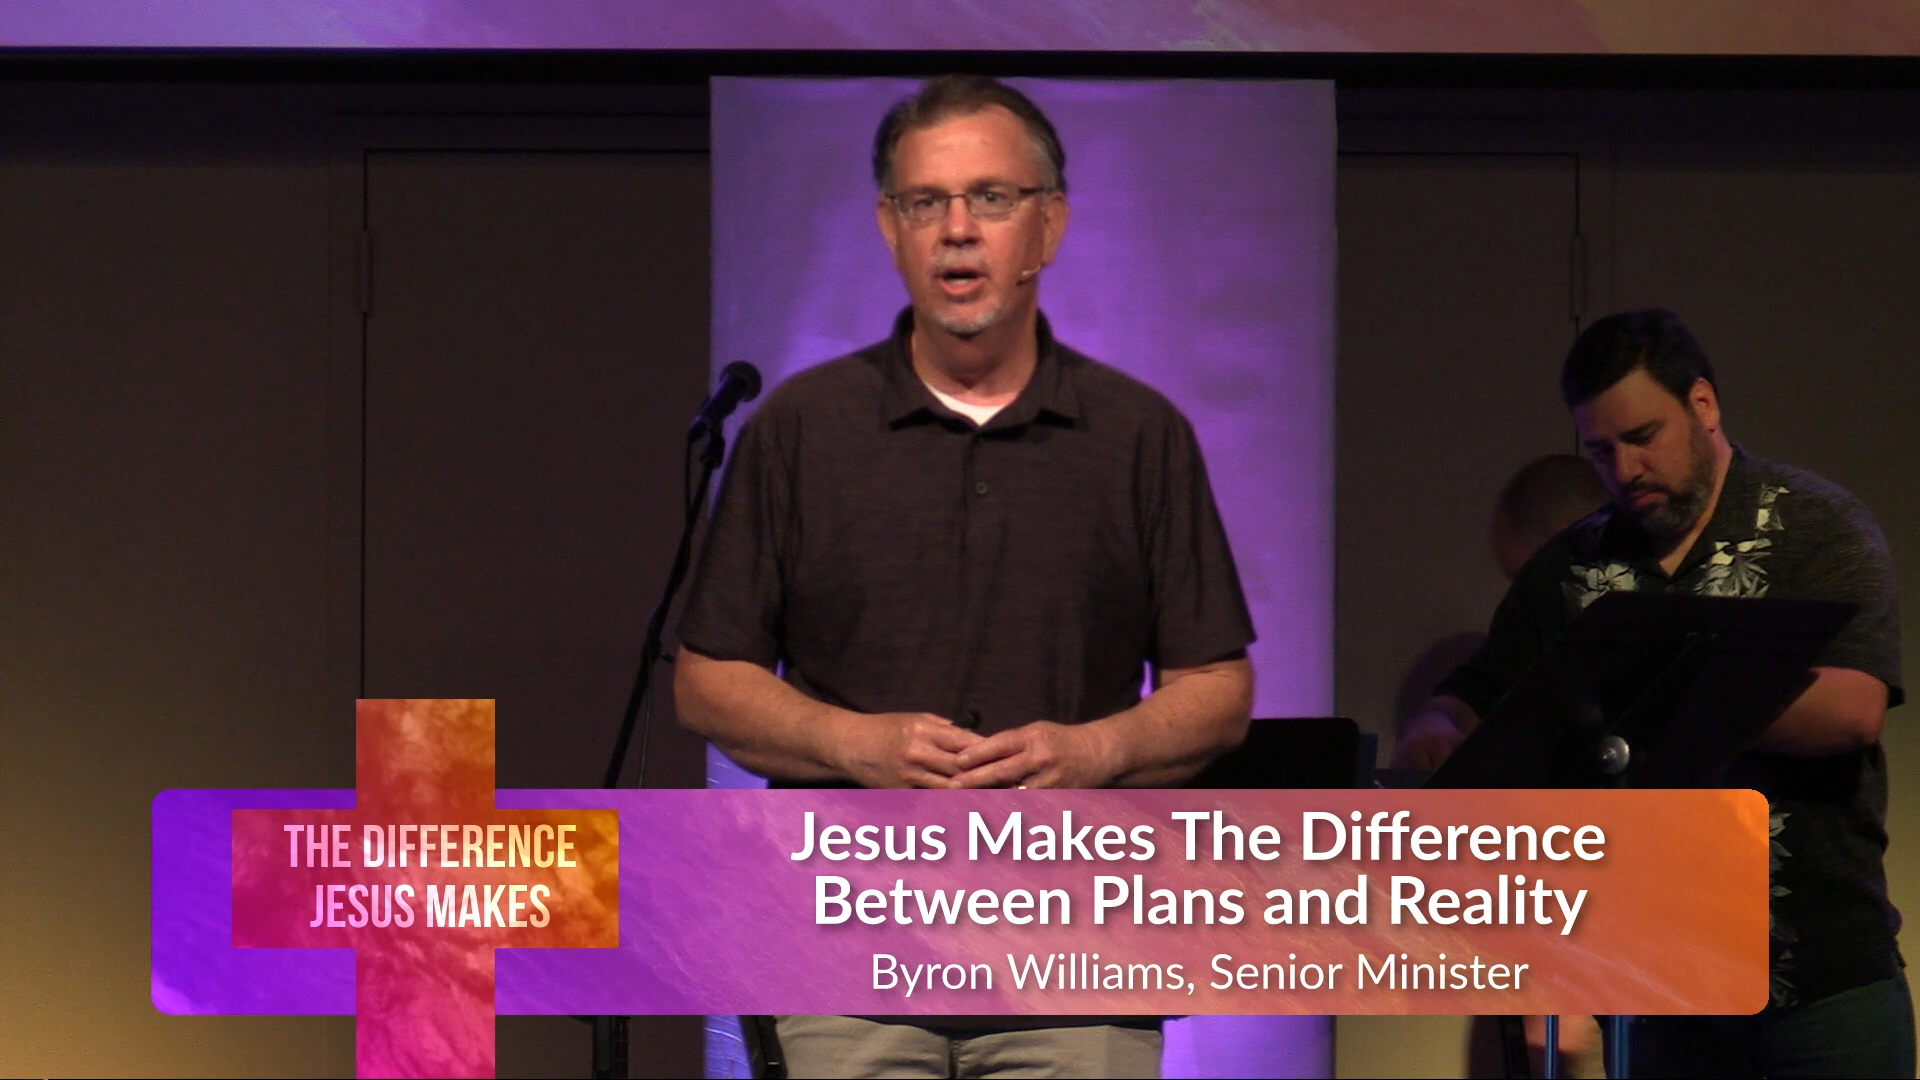 THE DIFFERENCE
JESUS MAKES
Jesus Makes The Difference
Between Plans and Reality
Byron Williams, Senior Minister